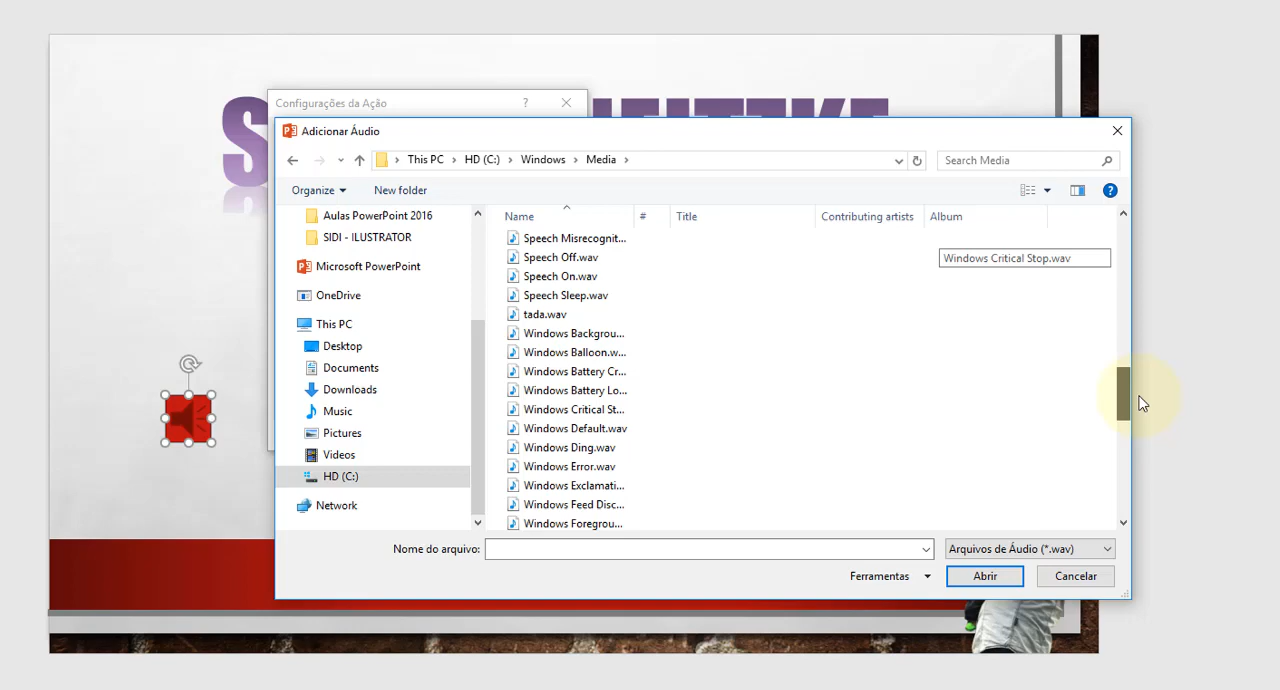 Configurações da Ação
?
Adicionar Áudio
This PC > HD (C:) > Windows > Media >
Search Media
Organize
New folder
Name
#
Title
Contributing artists
Album
Aulas PowerPoint 2016
SIDI - ILUSTRATOR
Microsoft PowerPoint
OneDrive
This PC
Desktop
Documents
Downloads
Music
Pictures
Videos
HD (C:)
Network
Speech Misrecognit...
Speech Off.wav
Speech On.wav
Speech Sleep.wav
tada.wav
Windows Backgrou...
Windows Balloon.w...
Windows Battery Cr...
Windows Battery Lo...
Windows Critical St...
Windows Default.wav
Windows Ding.wav
Windows Error.wav
Windows Exclamati...
Windows Feed Disc...
Windows Foregrou...
Windows Critical Stop.wav
Nome do arquivo:
Arquivos de Áudio (*.wav)
Ferramentas
Abrir
Cancelar